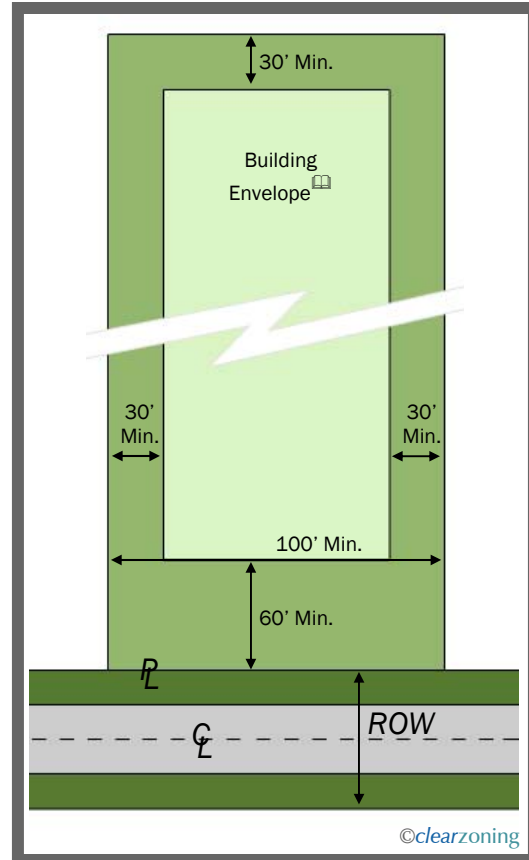 30’ Min.
Building
Envelope
30’
Min.
30’
Min.
100’ Min.
60’ Min.
PL
CL
ROW
©clearzoning